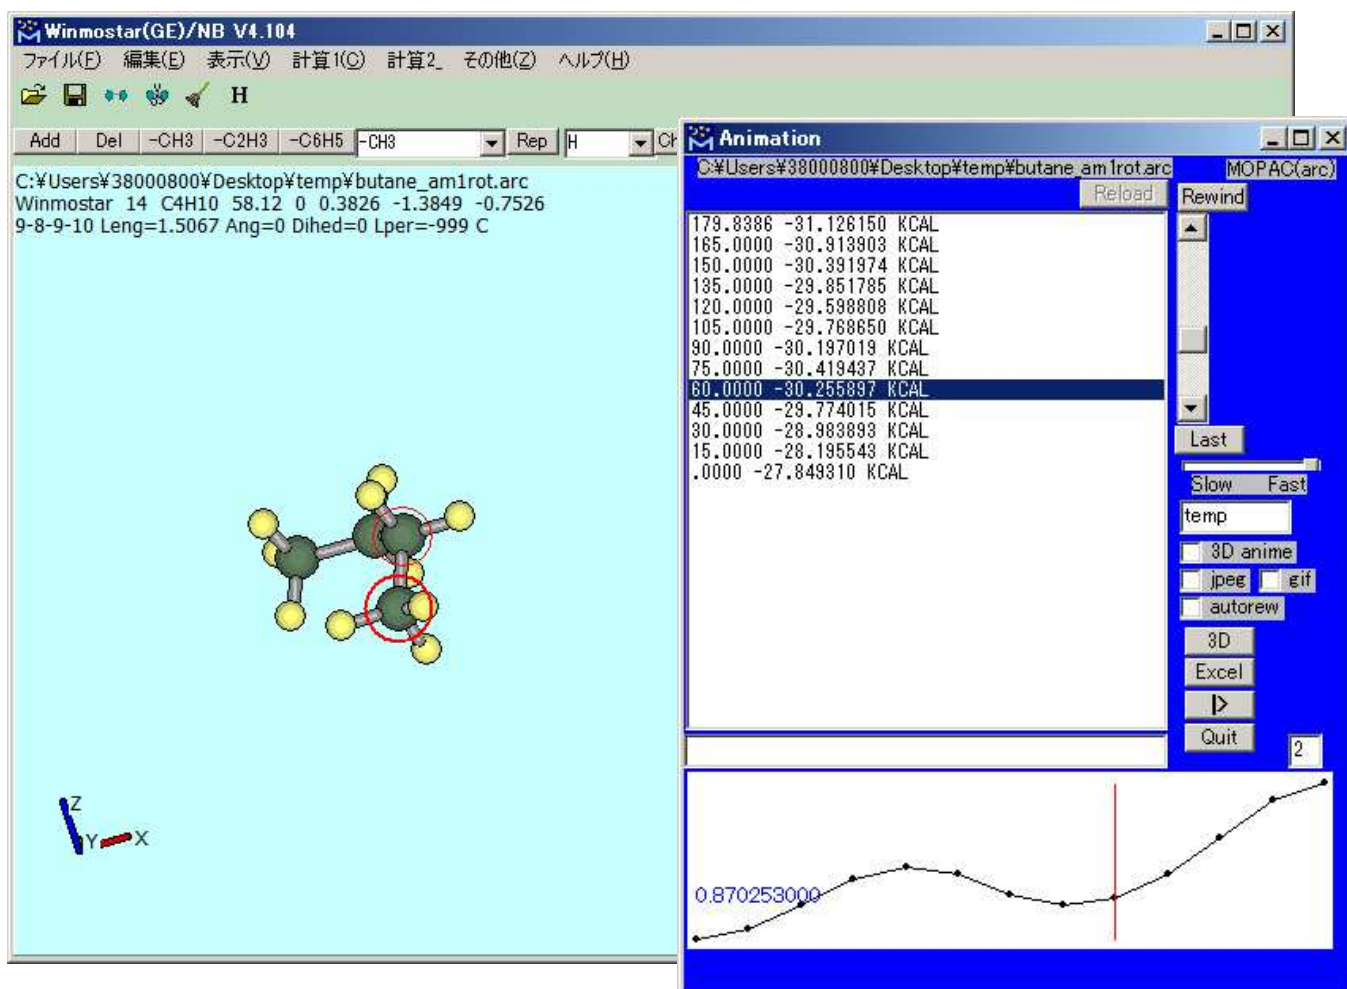 Winmostar(GE)/NB V4.104
ファイル(F) 編集(E) 表示(V) 計算1(C) 計算2_ その他(Z) ヘルプ(H)
H
Add Del -CH3 -C2H3 -C6H5 -CH3 Rep H Ch
C:¥Users¥38000800¥Desktop¥temp¥butane_am1rot.arc
Winmostar 14 C4H10 58.12 0 0.3826 -1.3849 -0.7526
9-8-9-10 Leng=1.5067 Ang=0 Dihed=0 Lper=-999 C
Z
Y X
Animation
C:¥Users¥38000800¥Desktop¥temp¥butane_am1rot.arc MOPAC(arc)
Reload Rewind
179.8386 -31.126150 KCAL
165.0000 -30.913903 KCAL
150.0000 -30.391974 KCAL
135.0000 -29.851785 KCAL
120.0000 -29.598808 KCAL
105.0000 -29.768650 KCAL
90.0000 -30.197019 KCAL
75.0000 -30.419437 KCAL
60.0000 -30.255897 KCAL
45.0000 -29.774015 KCAL
30.0000 -28.983893 KCAL
15.0000 -28.195543 KCAL
.0000 -27.849310 KCAL
Last
Slow Fast
temp
3D anime
jpeg gif
autorew
3D
Excel
|>
Quit 2
0.870253000